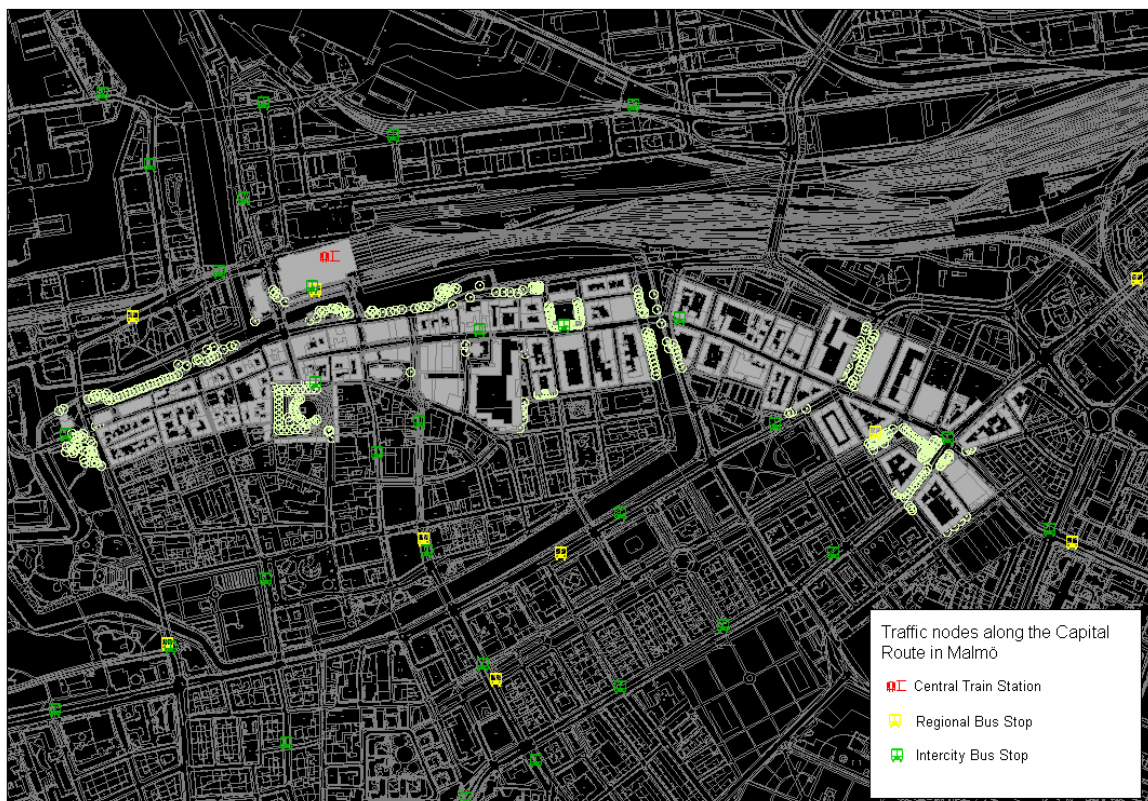 Traffic nodes along the Capital
Route in Malmö
Central Train Station
Regional Bus Stop
Intercity Bus Stop